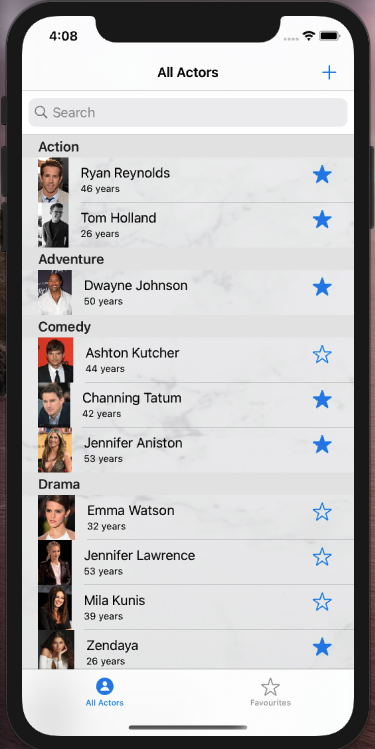 4:08
All Actors
Search
Action
Ryan Reynolds
46 years
Tom Holland
26 years
Adventure
Dwayne Johnson
50 years
Comedy
Ashton Kutcher
44 years
Channing Tatum
42 years
Jennifer Aniston
53 years
Drama
Emma Watson
32 years
Jennifer Lawrence
53 years
Mila Kunis
39 years
Zendaya
26 years
All Actors
Favourites